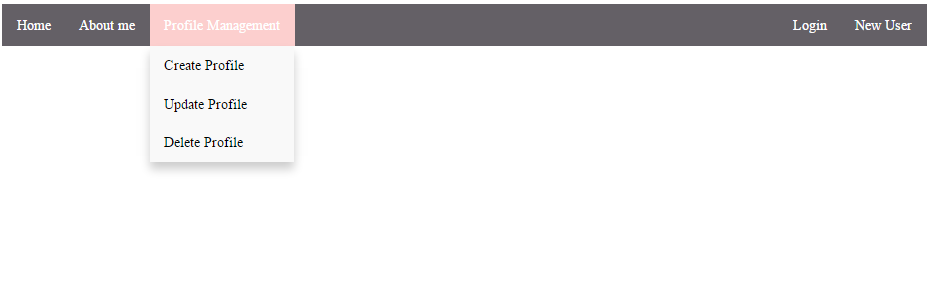 Home About me Profile Management Login New User
Create Profile
Update Profile
Delete Profile